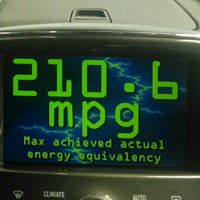 210.6
mpg
Max achieved actual
energy equivalency
CLIMATE
AUTO